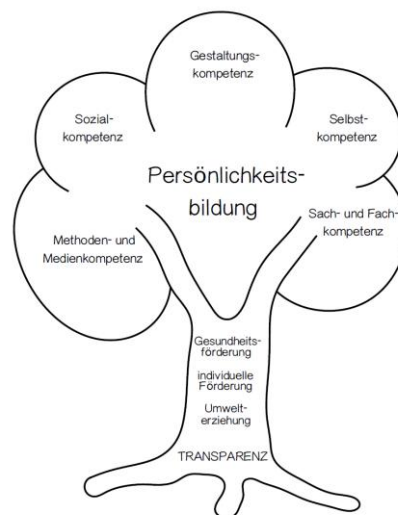 Gestaltungs-
kompetenz
Sozial-
kompetenz
Selbst-
kompetenz
Persönlichkeits-
bildung
Methoden- und
Medienkompetenz
Sach- und Fach-
kompetenz
Gesundheits-
förderung
individuelle
Förderung
Umwelt-
erziehung
TRANSPARENZ